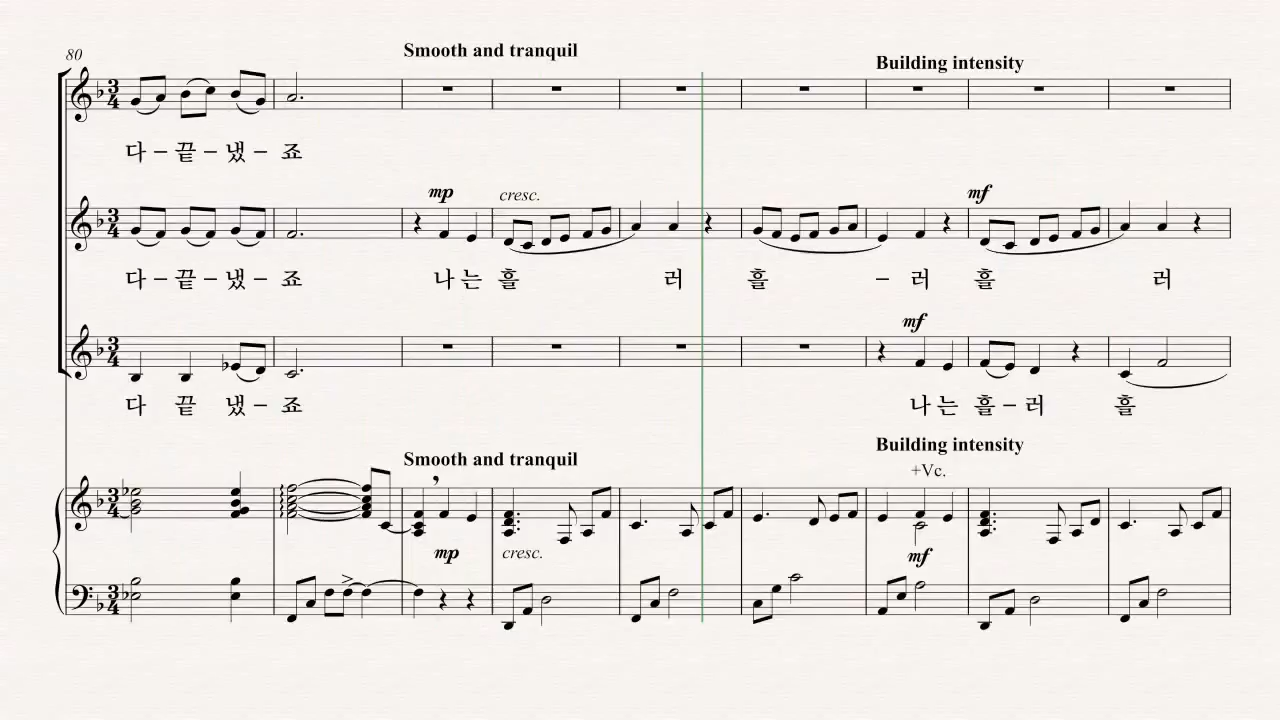 80
Smooth and tranquil
Building intensity
다 – 끝 – 냈 – 죠
mp
cresc.
mf
다 – 끝 – 냈 – 죠 나 는 흘 러 흘 – 러 흘 러
mf
다 끝 냈 – 죠 나 는 흘 – 러 흘
Smooth and tranquil
Building intensity
+Vc.
mp
cresc.
mf